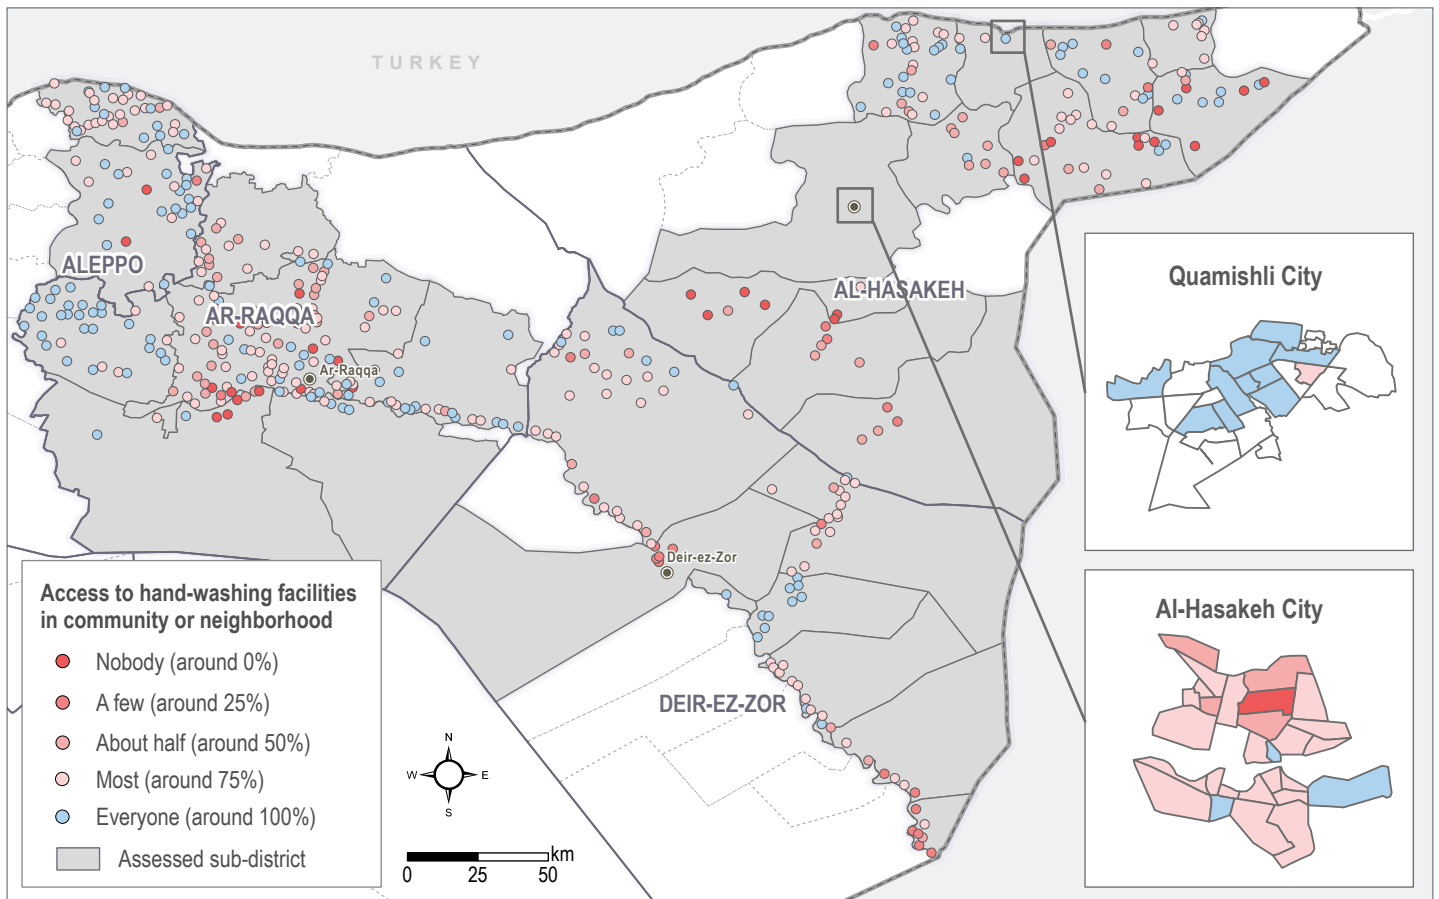 TURKEY
ALEPPO
AR-RAQQA
Ar-Raqqa
AL-HASAKEH
Deir-ez-Zor
DEIR-EZ-ZOR
Quamishli City
Al-Hasakeh City
Access to hand-washing facilities
in community or neighborhood
Nobody (around 0%)
A few (around 25%)
About half (around 50%)
Most (around 75%)
Everyone (around 100%)
Assessed sub-district
N
W
E
S
km
0 25 50